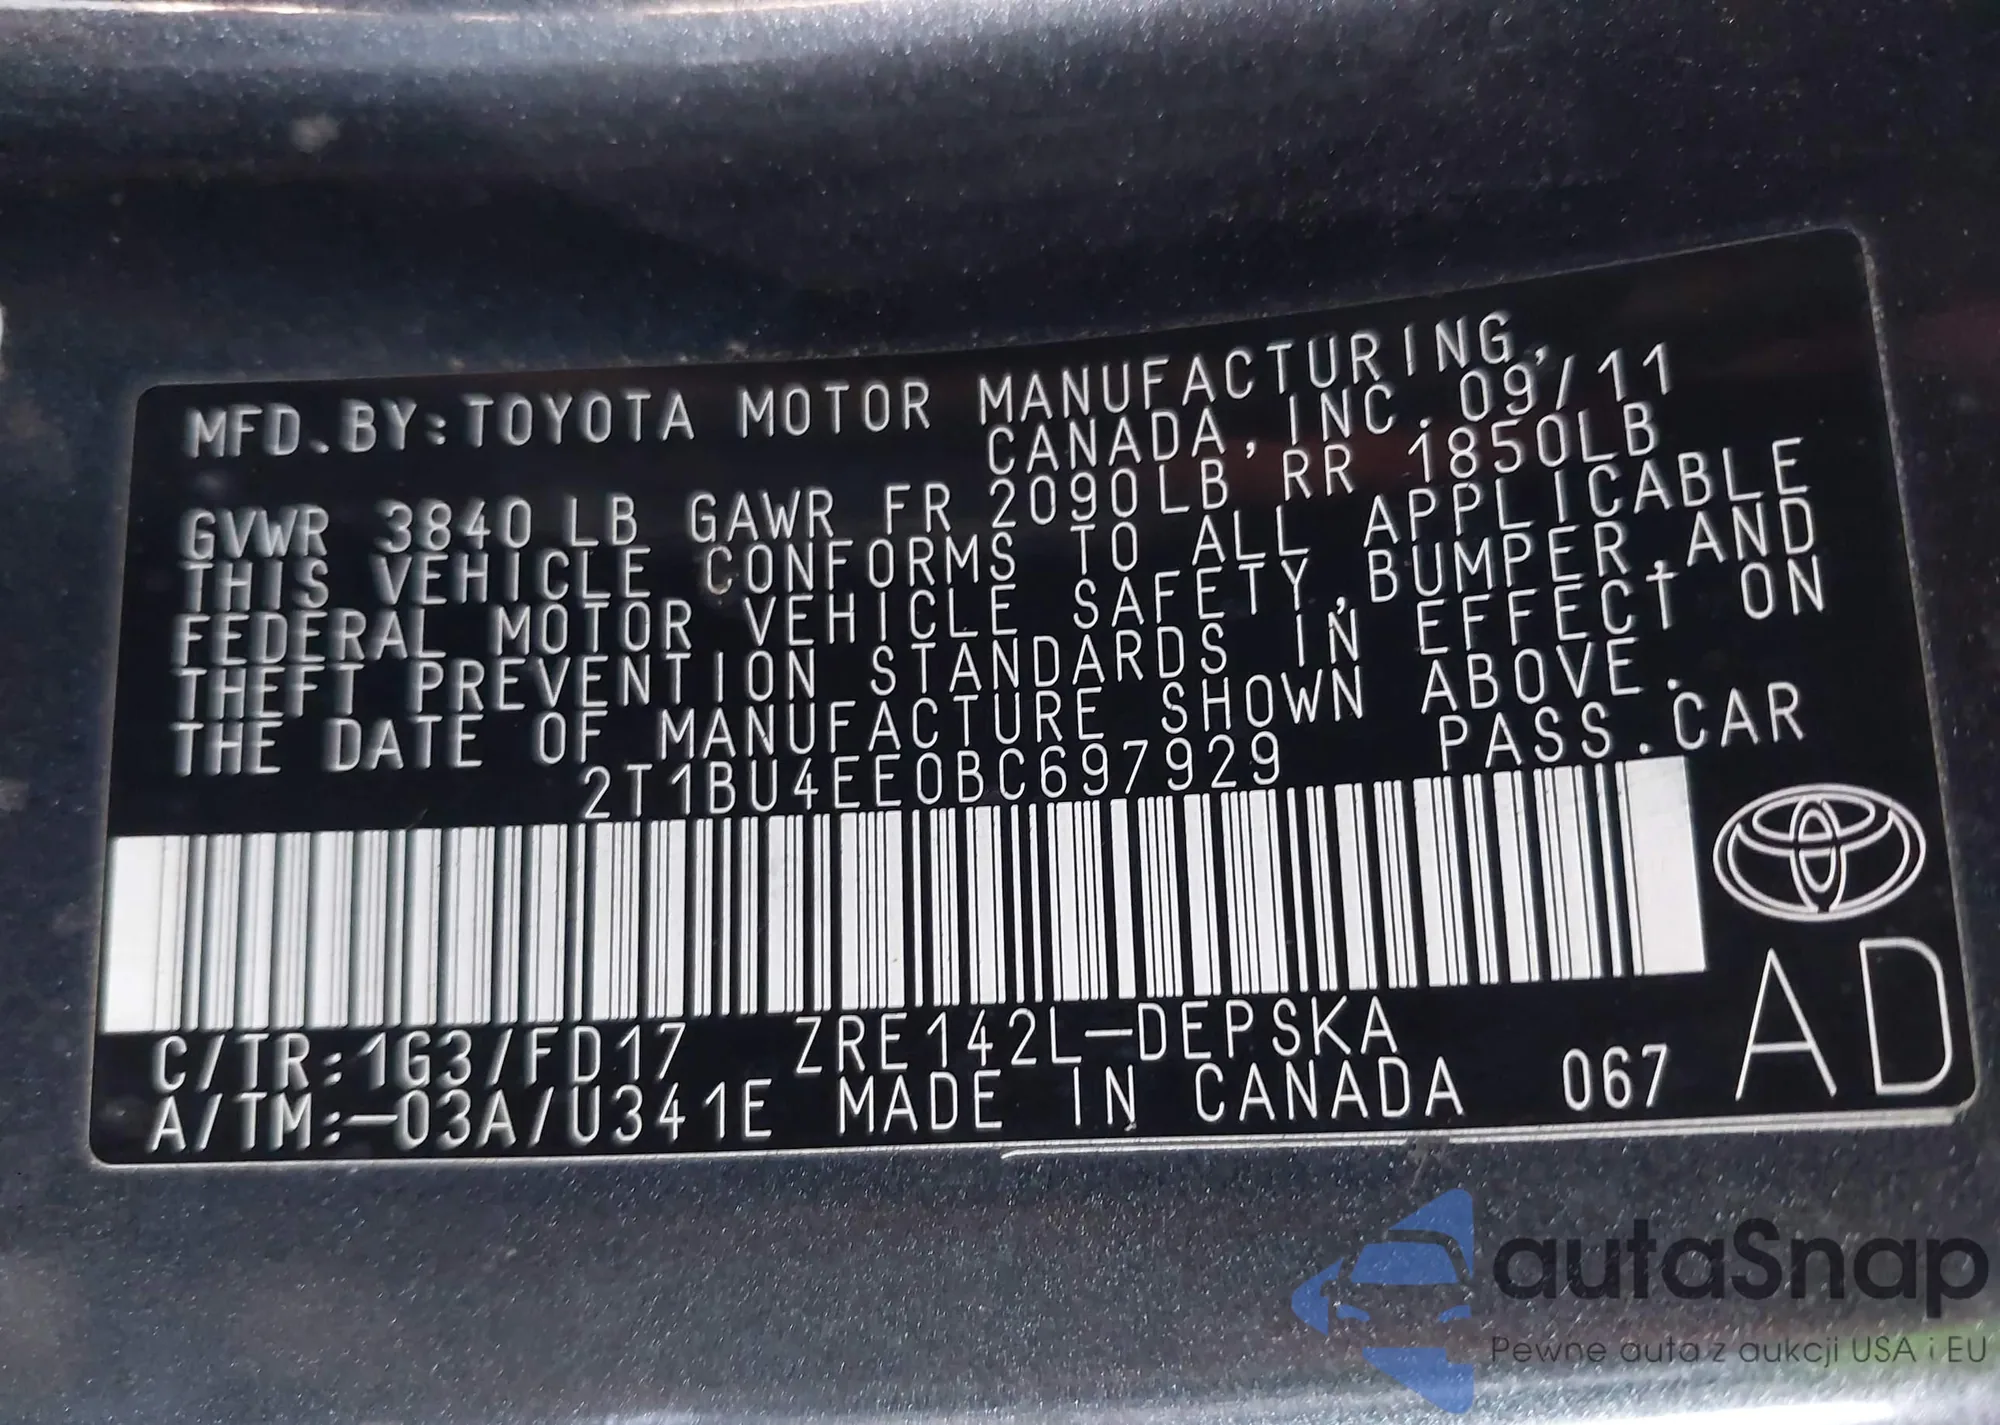 MFD.BY:TOYOTA MOTOR MANUFACTURING,
CANADA, INC. 09/11
GVWR 3840 LB GAWR FR 2090LB RR 1850LB
THIS VEHICLE CONFORMS TO ALL APPLICABLE
FEDERAL MOTOR VEHICLE SAFETY, BUMPER, AND
THEFT PREVENTION STANDARDS IN EFFECT ON
THE DATE OF MANUFACTURE SHOWN ABOVE.
2T1BU4EE0BC697929 PASS.CAR
C/TR:1G3/FD17 ZRE142L-DEPSKA
A/TM:-03A/U341E MADE IN CANADA 067 AD
autaSnap
Pewne auta z aukcji USA i EU